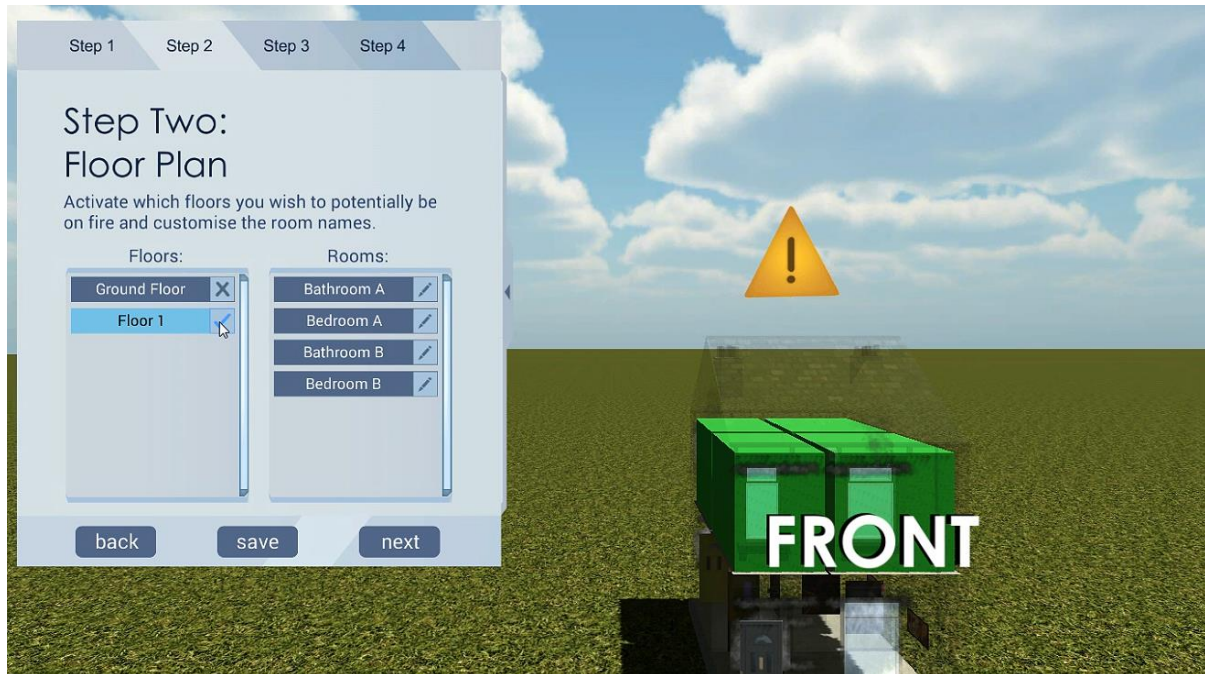 Step 1 Step 2 Step 3 Step 4
Step Two:
Floor Plan
Activate which floors you wish to potentially be
on fire and customise the room names.
Floors: Rooms:
Ground Floor Bathroom A
Floor 1 Bedroom A
Bathroom B
Bedroom B
back save next
!
FRONT